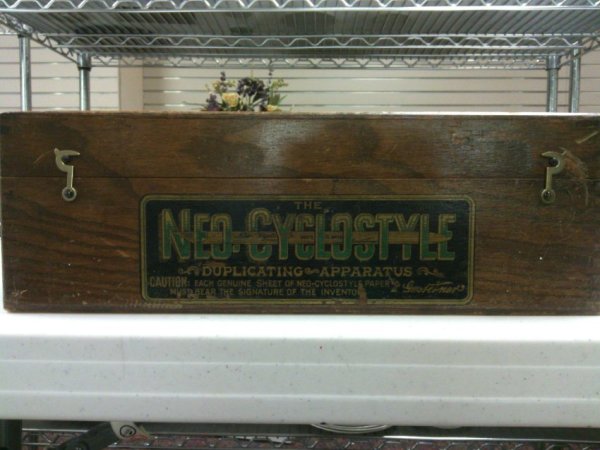 THE
NEO-CYCLOSTYLE
DUPLICATING APPARATUS
CAUTION: EACH GENUINE SHEET OF NEO-CYCLOSTYLE PAPER
MUST BEAR THE SIGNATURE OF THE INVENTOR